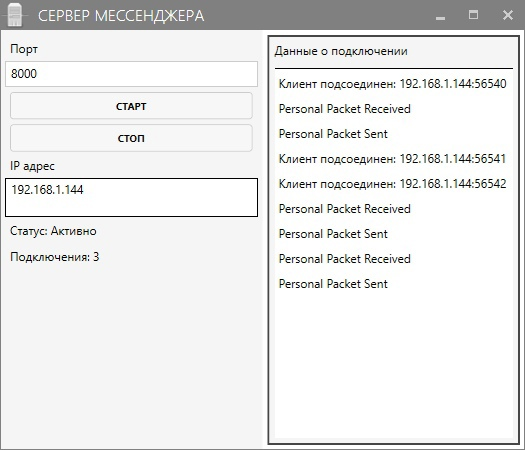 СЕРВЕР МЕССЕНДЖЕРА
Порт
8000
СТАРТ
СТОП
IP адрес
192.168.1.144
Статус: Активно
Подключения: 3
Данные о подключении
Клиент подсоединен: 192.168.1.144:56540
Personal Packet Received
Personal Packet Sent
Клиент подсоединен: 192.168.1.144:56541
Клиент подсоединен: 192.168.1.144:56542
Personal Packet Received
Personal Packet Sent
Personal Packet Received
Personal Packet Sent